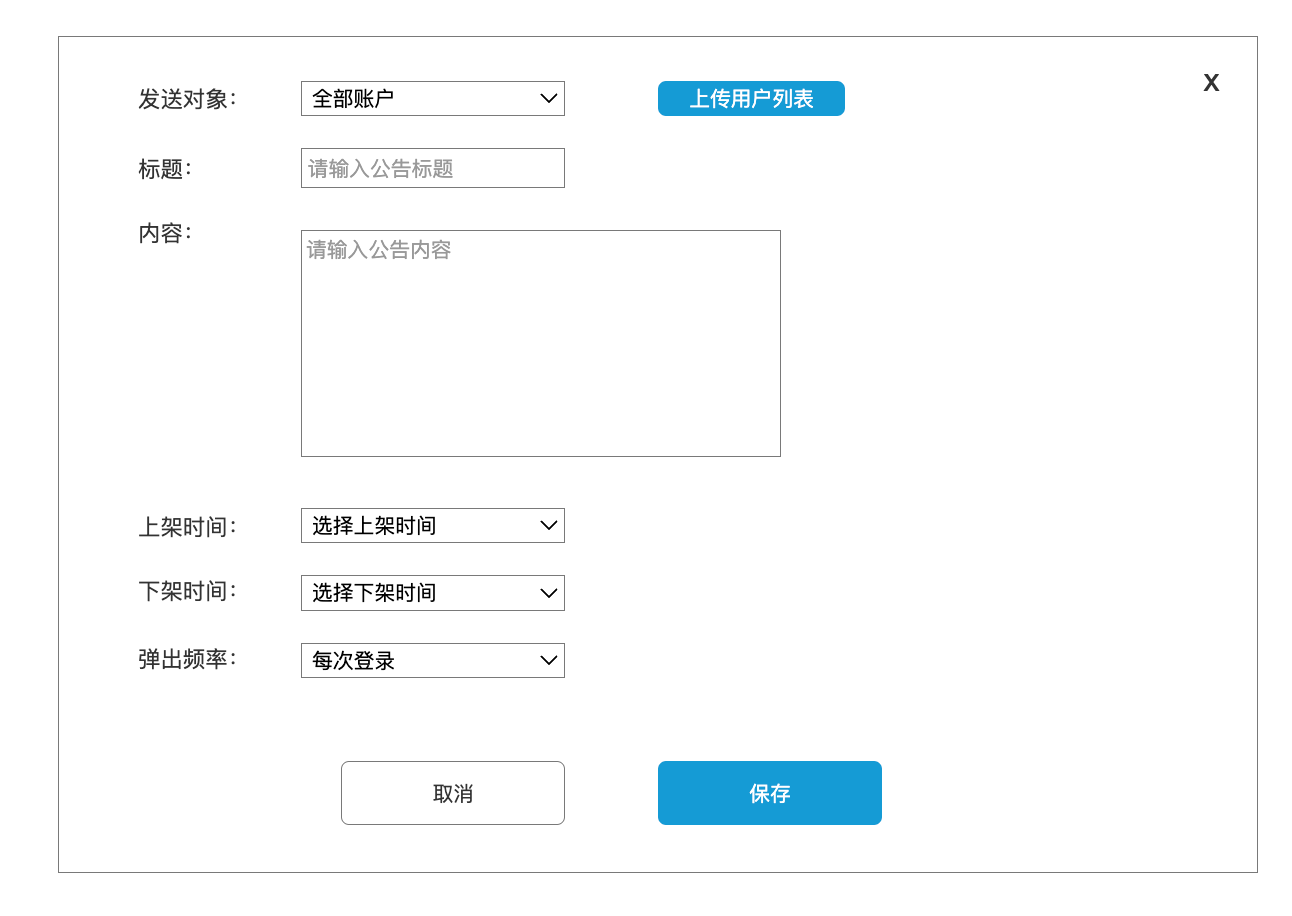 发送对象：
全部账户
上传用户列表
X
标题：
请输入公告标题
内容：
请输入公告内容
上架时间：
选择上架时间
下架时间：
选择下架时间
弹出频率：
每次登录
取消
保存